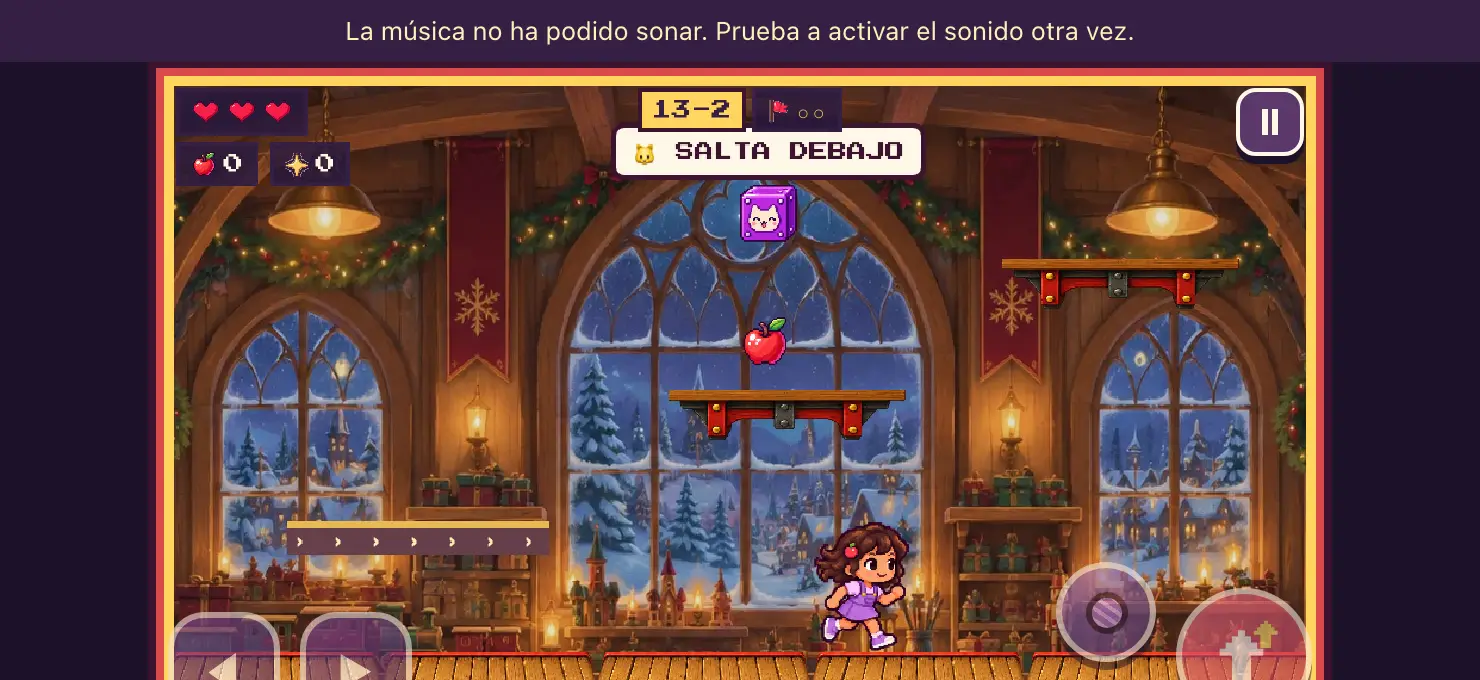 La música no ha podido sonar. Prueba a activar el sonido otra vez.
13-2
SALTA DEBAJO
0
0